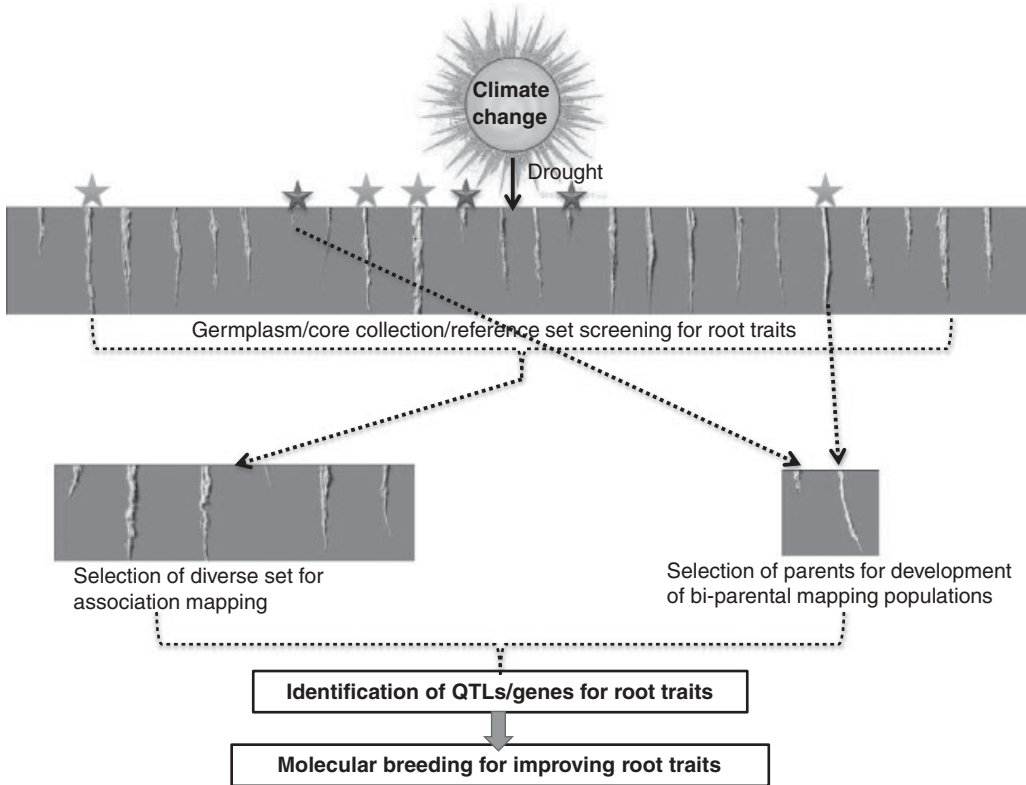 Climate
change
Drought
Germplasm/core collection/reference set screening for root traits
Selection of diverse set for
association mapping
Selection of parents for development
of bi-parental mapping populations
Identification of QTLs/genes for root traits
Molecular breeding for improving root traits